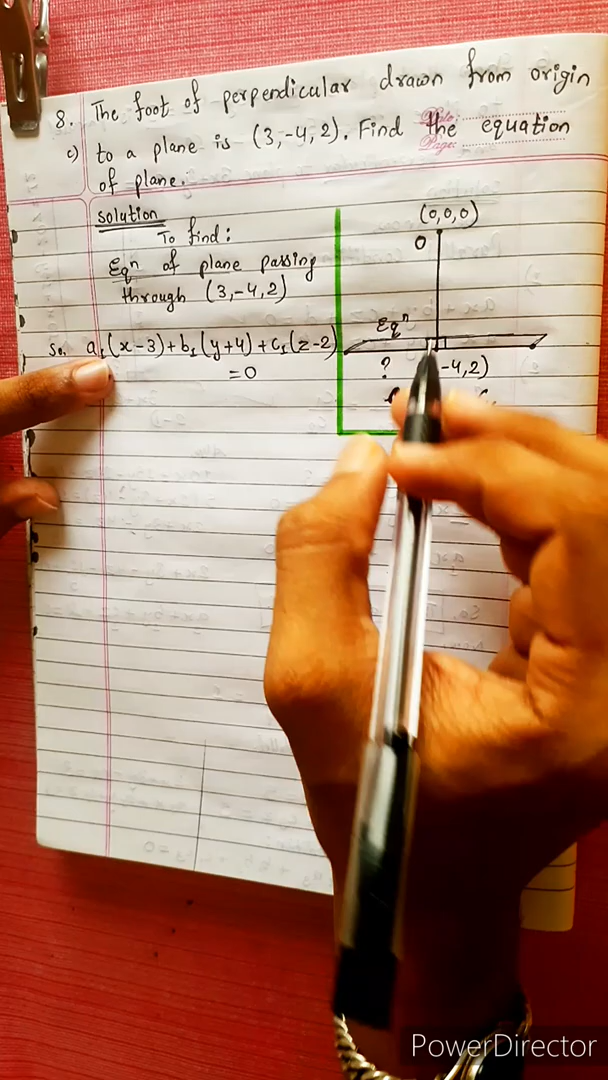 8. The foot of perpendicular drawn from origin
c) to a plane is (3,-4,2). Find the equation
Date:
Page:
of plane.
solution
To find:
Eqⁿ of plane passing
through (3,-4,2)
So, a₁(x-3)+b₁(y+4)+c₁(z-2)
=0
(0,0,0)
O
Eqⁿ
?
-4,2)
PowerDirector